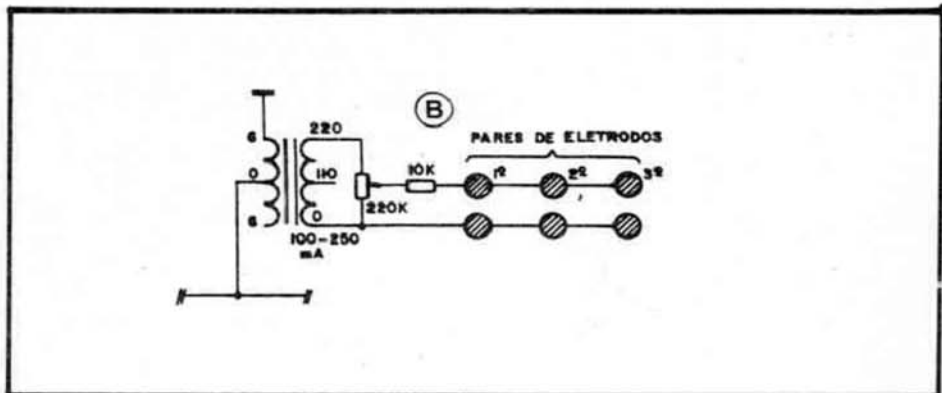 B
PARES DE ELETRODOS
6
220
10K
1º
2º
3º
0
110
220K
6
0
100-250
mA